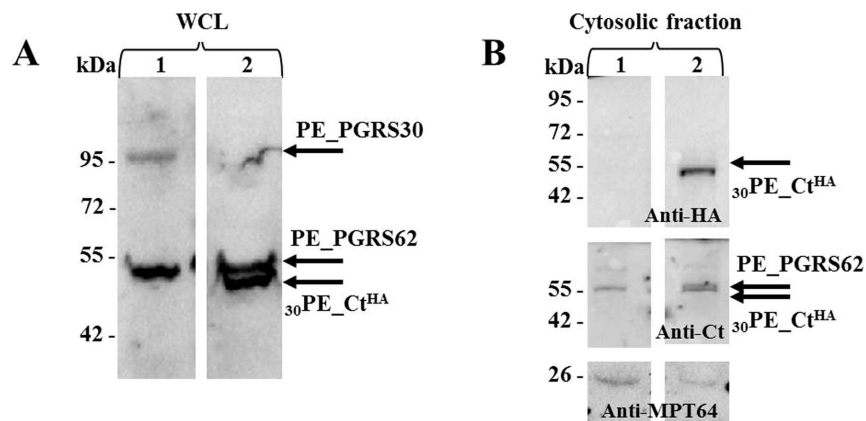 A
WCL
kDa
1
2
95 -
72 -
55 -
42 -
PE_PGRS30
PE_PGRS62
30PE_CtHA
B
Cytosolic fraction
kDa
1
2
95 -
72 -
55 -
42 -
30PE_CtHA
Anti-HA
55 -
42 -
PE_PGRS62
30PE_CtHA
Anti-Ct
26 -
Anti-MPT64